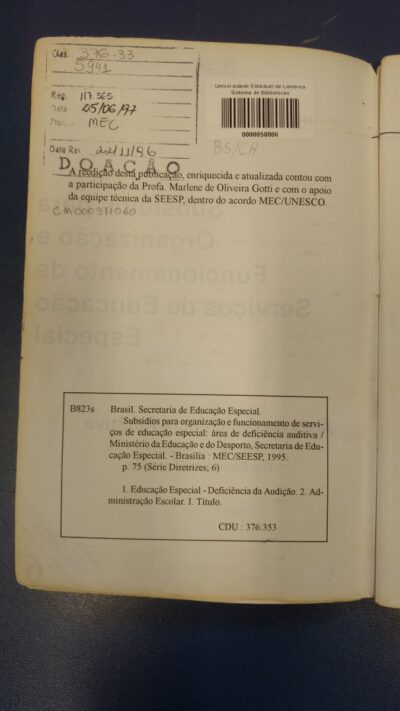 Clas. 376.33
5941
Reg. 117.565
Data 05/06/97
MEC
Data Re 22/11/96
DOAÇÃO
Universidade Estadual de Londrina
Sistema de Bibliotecas
0000058006
BS/CH
A reedição desta publicação, enriquecida e atualizada contou com
a participação da Profa. Marlene de Oliveira Gotti e com o apoio
da equipe técnica da SEESP, dentro do acordo MEC/UNESCO.
B823s Brasil. Secretaria de Educação Especial.
Subsídios para organização e funcionamento de servi-
ços de educação especial: área de deficiência auditiva /
Ministério da Educação e do Desporto, Secretaria de Edu-
cação Especial. - Brasília : MEC/SEESP, 1995.
p. 75 (Série Diretrizes; 6)
1. Educação Especial - Deficiência da Audição. 2. Ad-
ministração Escolar. I. Título.
CDU : 376.353